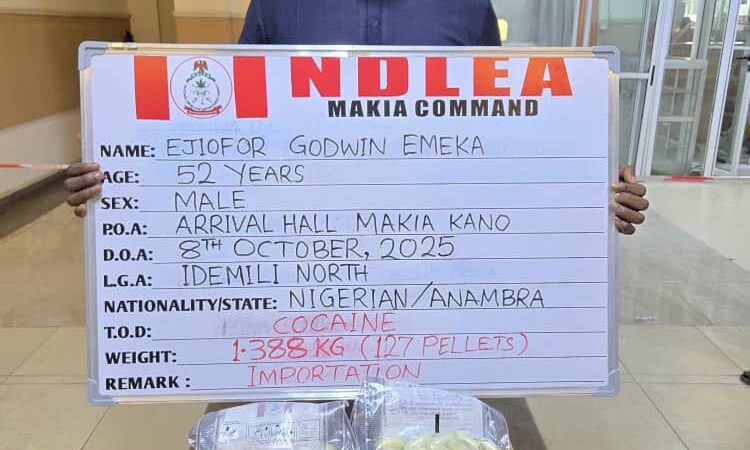 NDLEA
MAKIA COMMAND
NAME: EJIOFOR GODWIN EMEKA
AGE: 52 YEARS
SEX: MALE
P.O.A: ARRIVAL HALL MAKIA KANO
D.O.A: 8TH OCTOBER, 2025
L.G.A: IDEMILI NORTH
NATIONALITY/STATE: NIGERIAN/ANAMBRA
T.O.D: COCAINE
WEIGHT: 1.388 KG (127 PELLETS)
REMARK : IMPORTATION